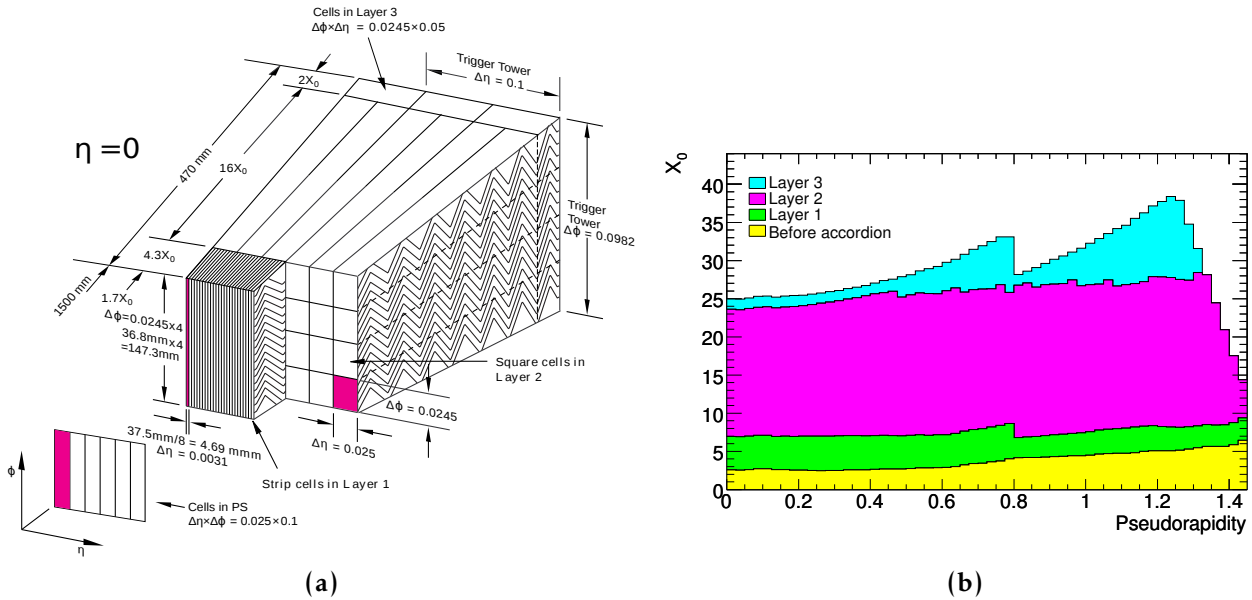 Cells in Layer 3
Δϕ×Δη = 0.0245×0.05
Trigger Tower
Δη = 0.1
2X₀
η =0
470 mm
16X₀
Trigger
Tower
Δϕ = 0.0982
4.3X₀
1500 mm
1.7X₀
Δϕ=0.0245x4
36.8mmx4
=147.3mm
Square cells in
Layer 2
Δϕ = 0.0245
37.5mm/8 = 4.69 mmm
Δη = 0.0031
Δη = 0.025
Strip cells in Layer 1
ϕ
Cells in PS
Δη×Δϕ = 0.025×0.1
η
(a)
X₀
40
35
30
25
20
15
10
5
0
Layer 3
Layer 2
Layer 1
Before accordion
0 0.2 0.4 0.6 0.8 1 1.2 1.4
Pseudorapidity
(b)